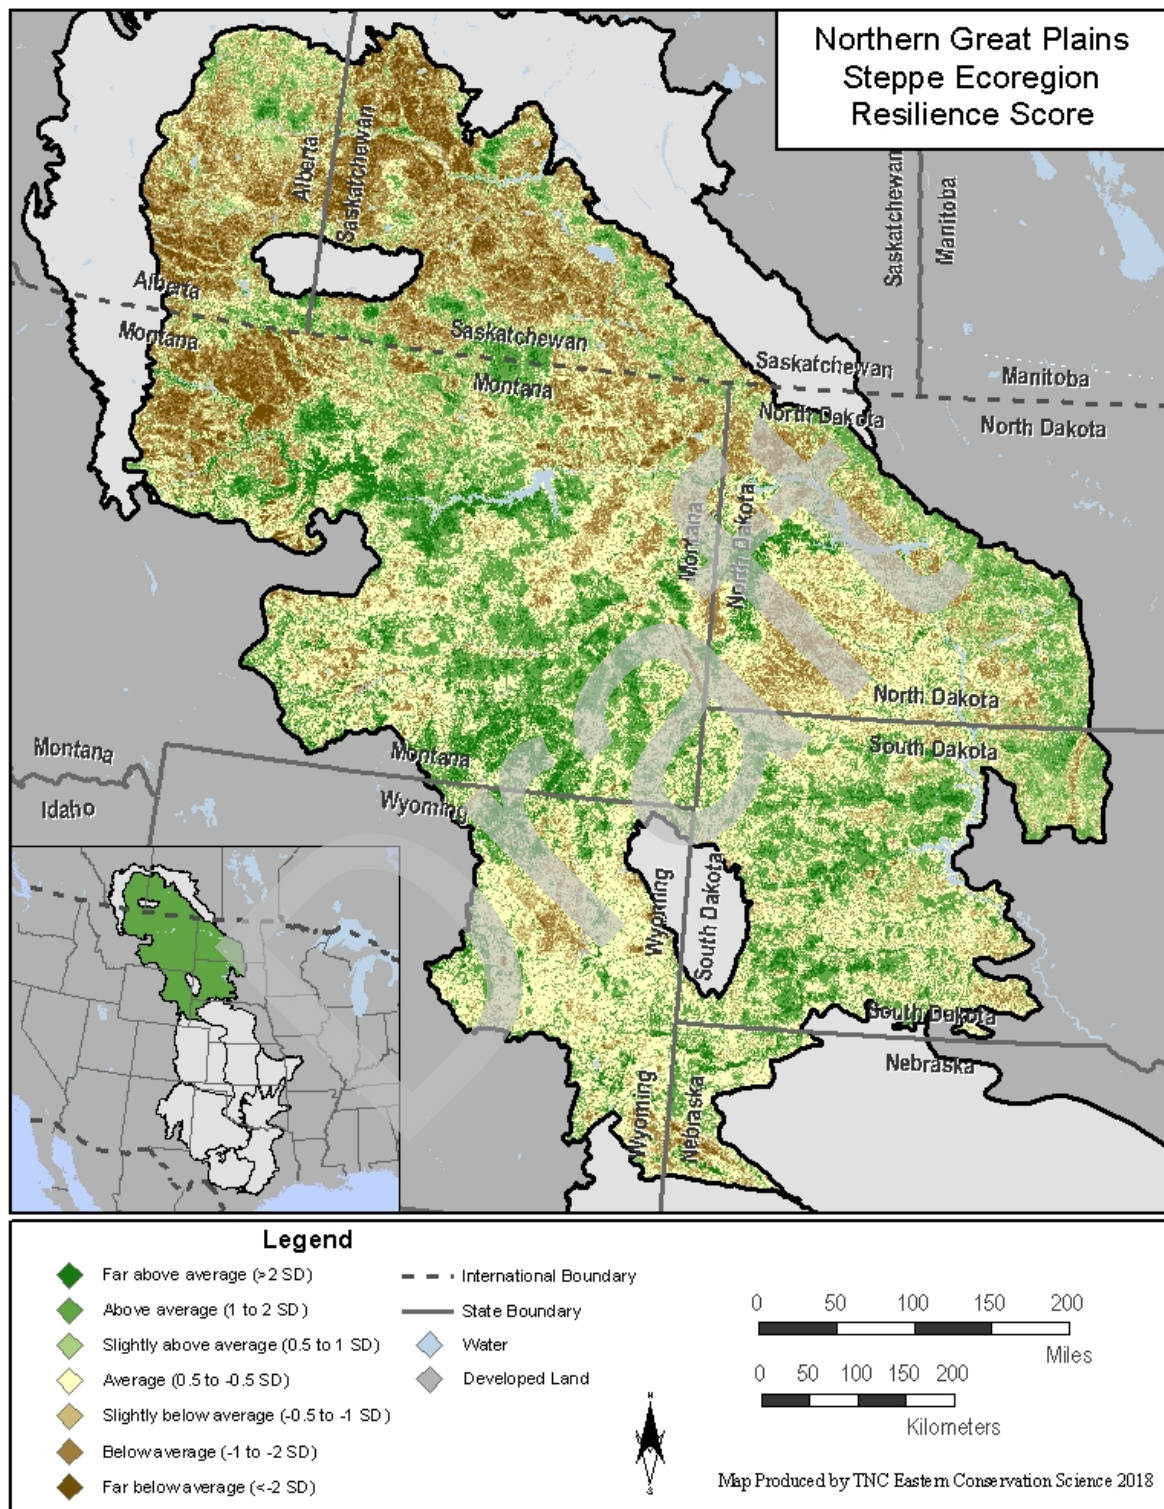 Northern Great Plains
Steppe Ecoregion
Resilience Score
Alberta
Saskatchewan
Saskatchewan
Manitoba
Alberta
Montana
Saskatchewan
Montana
Saskatchewan
North Dakota
Manitoba
North Dakota
Montana
North Dakota
North Dakota
South Dakota
Montana
Idaho
Montana
Wyoming
Wyoming
South Dakota
South Dakota
Nebraska
Wyoming
Nebraska
Draft
Legend
Far above average (>2 SD)
Above average (1 to 2 SD)
Slightly above average (0.5 to 1 SD)
Average (0.5 to -0.5 SD)
Slightly below average (-0.5 to -1 SD)
Below average (-1 to -2 SD)
Far below average (<-2 SD)
International Boundary
State Boundary
Water
Developed Land
0 50 100 150 200
Miles
0 50 100 150 200
Kilometers
N
S
Map Produced by TNC Eastern Conservation Science 2018